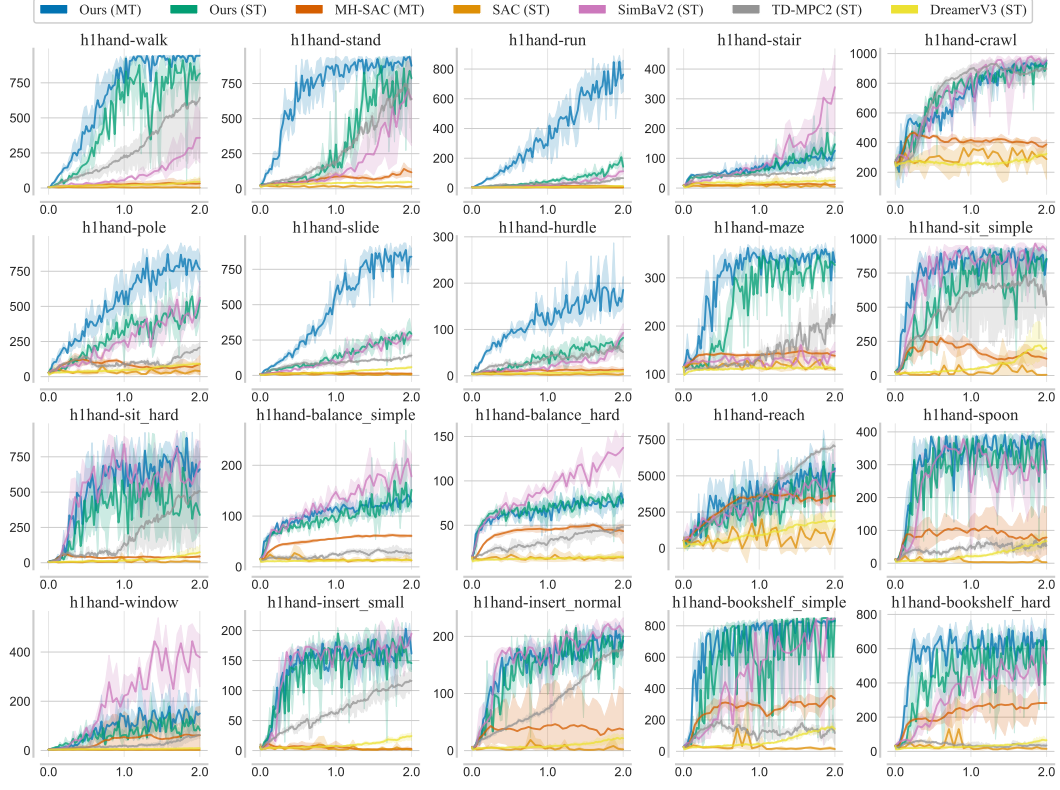 Ours (MT) Ours (ST) MH-SAC (MT) SAC (ST) SimBaV2 (ST) TD-MPC2 (ST) DreamerV3 (ST)
h1hand-walk h1hand-stand h1hand-run h1hand-stair h1hand-crawl
750 750 750 400 1000
500 500 500 300 800
250 250 250 200 600
0 0 0 100 400
0 200
0.0 1.0 2.0 0.0 1.0 2.0 0.0 1.0 2.0 0.0 1.0 2.0 0.0 1.0 2.0
h1hand-pole h1hand-slide h1hand-hurdle h1hand-maze h1hand-sit_simple
750 750 300 300 1000
500 500 200 200 750
250 250 100 100 500
0 0 0 250
0
0.0 1.0 2.0 0.0 1.0 2.0 0.0 1.0 2.0 0.0 1.0 2.0 0.0 1.0 2.0
h1hand-sit_hard h1hand-balance_simple h1hand-balance_hard h1hand-reach h1hand-spoon
750 200 150 7500 400
500 100 100 5000 300
250 0 50 2500 200
0 0 0 100
0
0.0 1.0 2.0 0.0 1.0 2.0 0.0 1.0 2.0 0.0 1.0 2.0 0.0 1.0 2.0
h1hand-window h1hand-insert_small h1hand-insert_normal h1hand-bookshelf_simple h1hand-bookshelf_hard
400 200 200 800 800
200 150 100 600 600
0 100 0 400 400
50 200 200
0 0 0
0.0 1.0 2.0 0.0 1.0 2.0 0.0 1.0 2.0 0.0 1.0 2.0 0.0 1.0 2.0